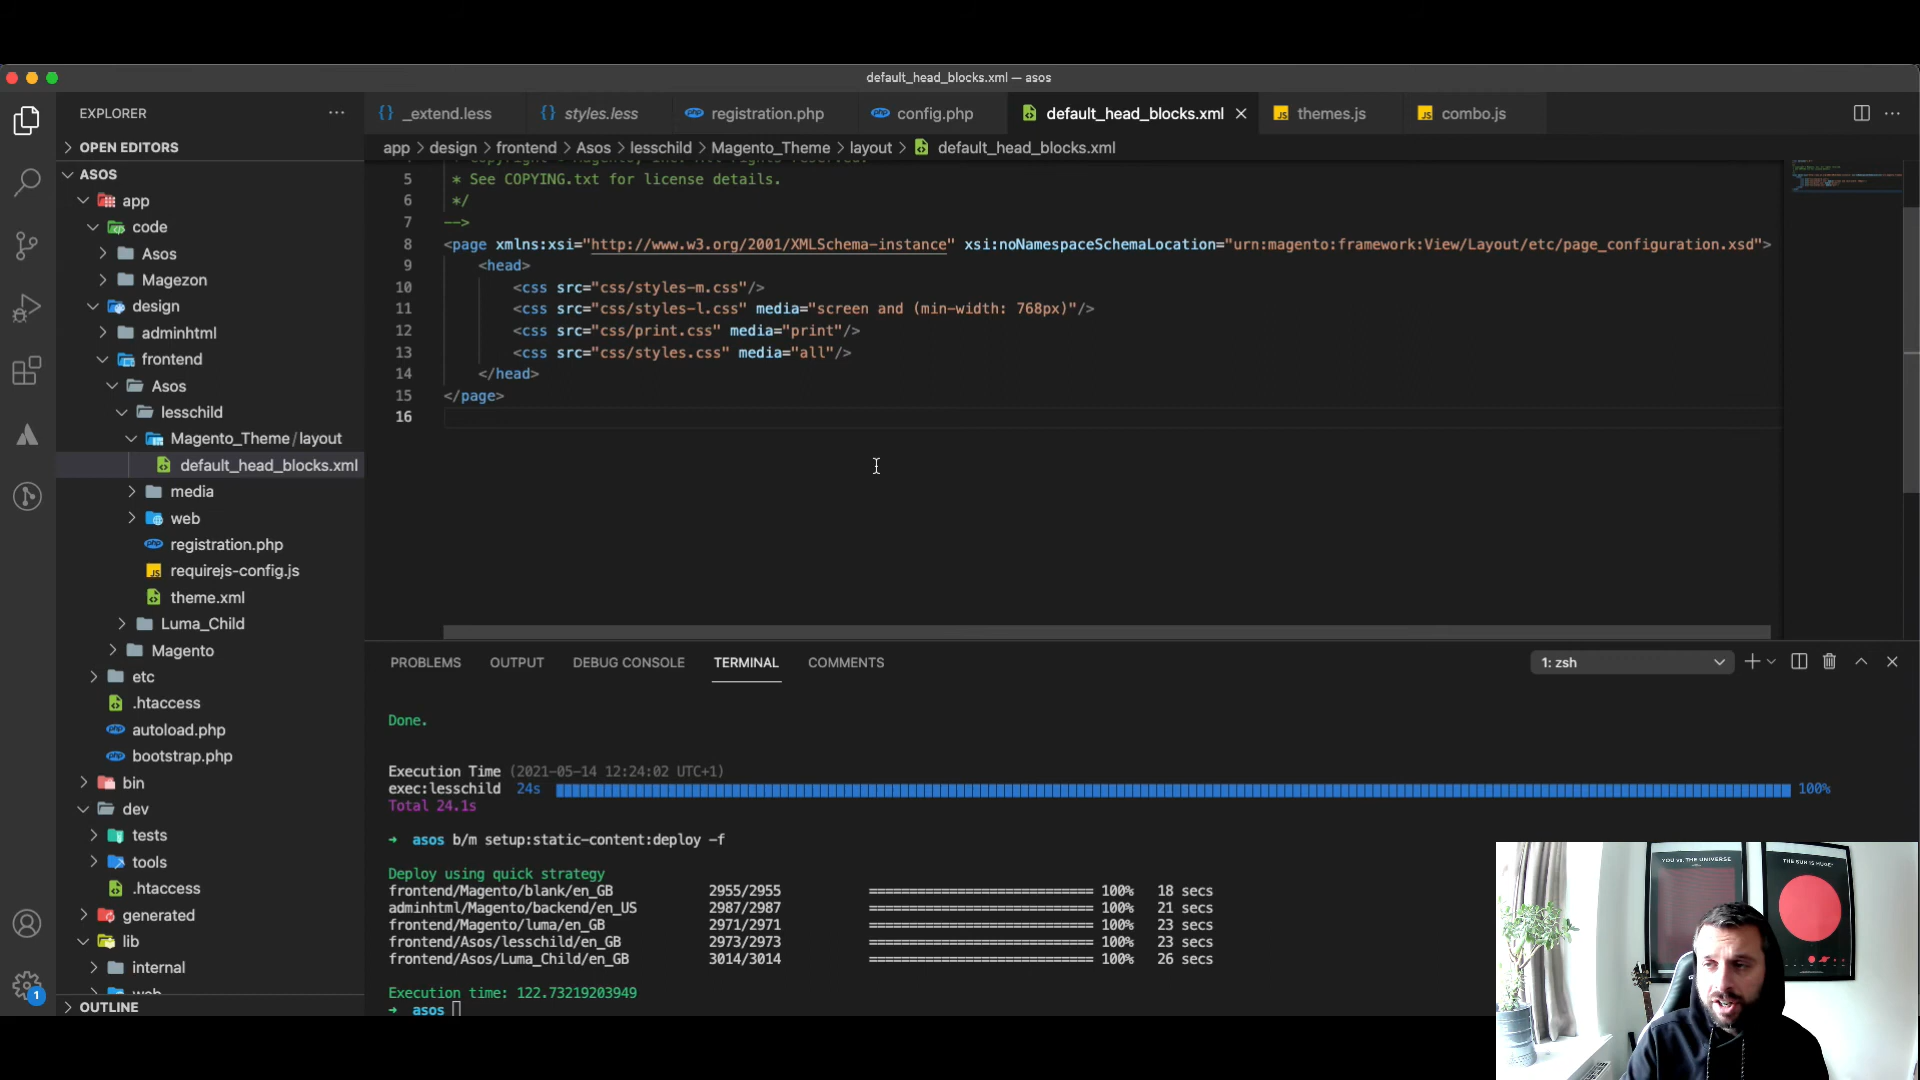 default_head_blocks.xml — asos
EXPLORER
_extend.less
styles.less
registration.php
config.php
default_head_blocks.xml
themes.js
combo.js
OPEN EDITORS
app > design > frontend > Asos > lesschild > Magento_Theme > layout > default_head_blocks.xml
ASOS
app
code
Asos
Magezon
design
adminhtml
frontend
Asos
lesschild
Magento_Theme / layout
default_head_blocks.xml
media
web
registration.php
requirejs-config.js
theme.xml
Luma_Child
Magento
etc
.htaccess
autoload.php
bootstrap.php
bin
dev
tests
tools
.htaccess
generated
lib
internal
web
OUTLINE
1
5 * See COPYING.txt for license details.
6 */
7 -->
8 <page xmlns:xsi="http://www.w3.org/2001/XMLSchema-instance" xsi:noNamespaceSchemaLocation="urn:magento:framework:View/Layout/etc/page_configuration.xsd">
9 <head>
10 <css src="css/styles-m.css"/>
11 <css src="css/styles-l.css" media="screen and (min-width: 768px)"/>
12 <css src="css/print.css" media="print"/>
13 <css src="css/styles.css" media="all"/>
14 </head>
15 </page>
16
PROBLEMS OUTPUT DEBUG CONSOLE TERMINAL COMMENTS
1: zsh
Done.
Execution Time (2021-05-14 12:24:02 UTC+1)
exec:lesschild 24s 100%
Total 24.1s
➜ asos b/m setup:static-content:deploy -f
Deploy using quick strategy
frontend/Magento/blank/en_GB 2955/2955 ============================ 100% 18 secs
adminhtml/Magento/backend/en_US 2987/2987 ============================ 100% 21 secs
frontend/Magento/luma/en_GB 2971/2971 ============================ 100% 23 secs
frontend/Asos/lesschild/en_GB 2973/2973 ============================ 100% 23 secs
frontend/Asos/Luma_Child/en_GB 3014/3014 ============================ 100% 26 secs
Execution time: 122.73219203949
➜ asos
YOU VS. THE UNIVERSE
THE SUN IS HUGE!